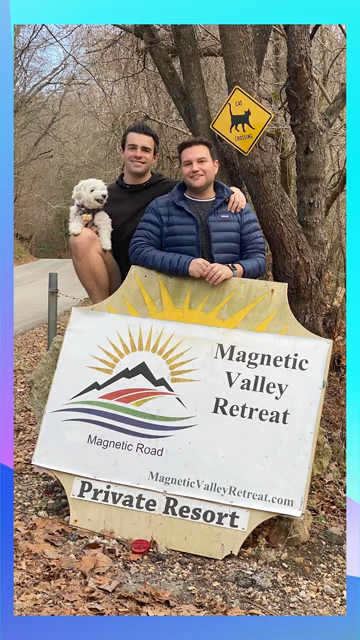 CAT
CROSSING
Magnetic
Valley
Retreat
Magnetic Road
MagneticValleyRetreat.com
Private Resort